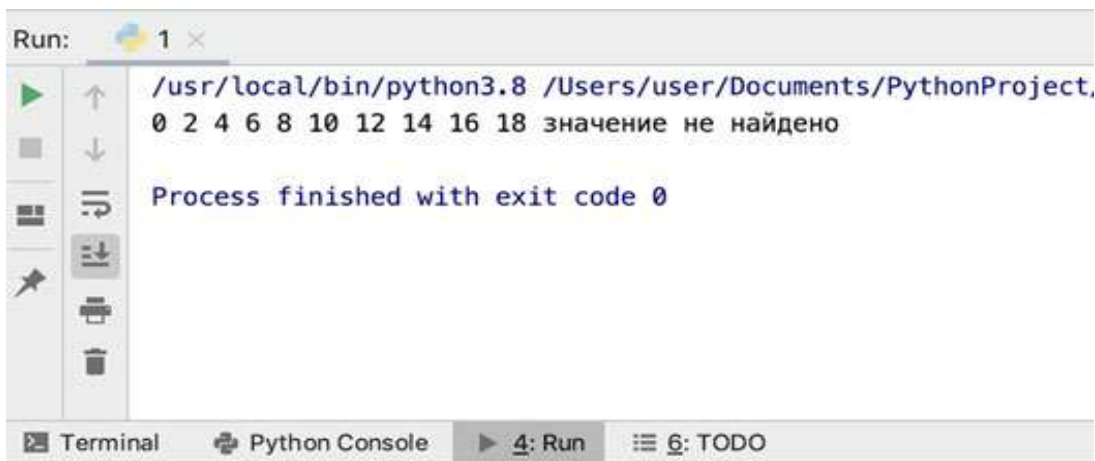 Run: 1
/usr/local/bin/python3.8 /Users/user/Documents/PythonProject/
0 2 4 6 8 10 12 14 16 18 значение не найдено
Process finished with exit code 0
Terminal Python Console 4: Run 6: TODO